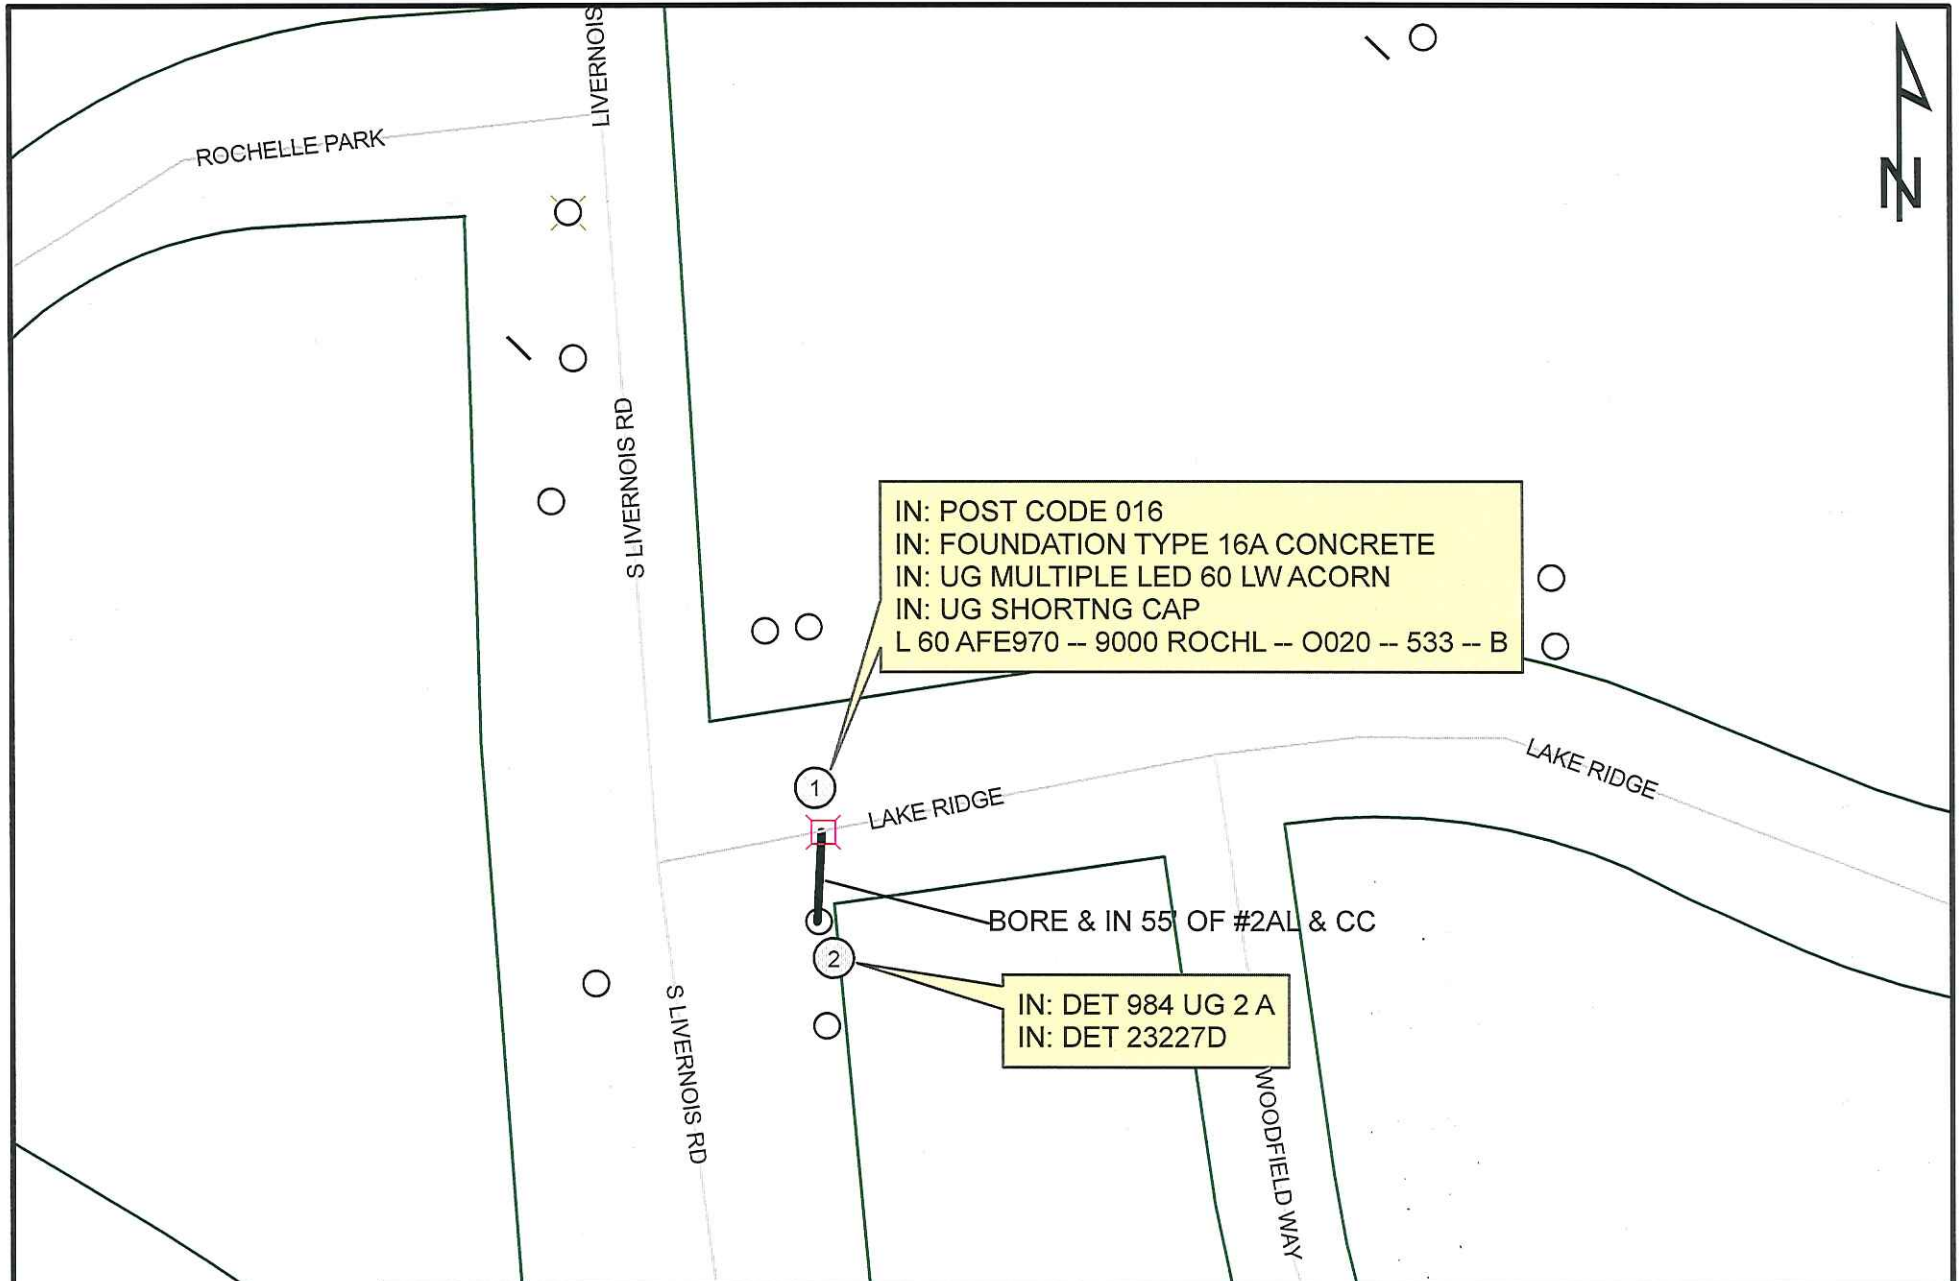 LIVERNOIS
ROCHELLE PARK
N
S LIVERNOIS RD
IN: POST CODE 016
IN: FOUNDATION TYPE 16A CONCRETE
IN: UG MULTIPLE LED 60 LW ACORN
IN: UG SHORTNG CAP
L 60 AFE970 -- 9000 ROCHL -- O020 -- 533 -- B
LAKE RIDGE
1
LAKE RIDGE
BORE & IN 55' OF #2AL & CC
2
IN: DET 984 UG 2 A
IN: DET 23227D
S LIVERNOIS RD
WOODFIELD WAY